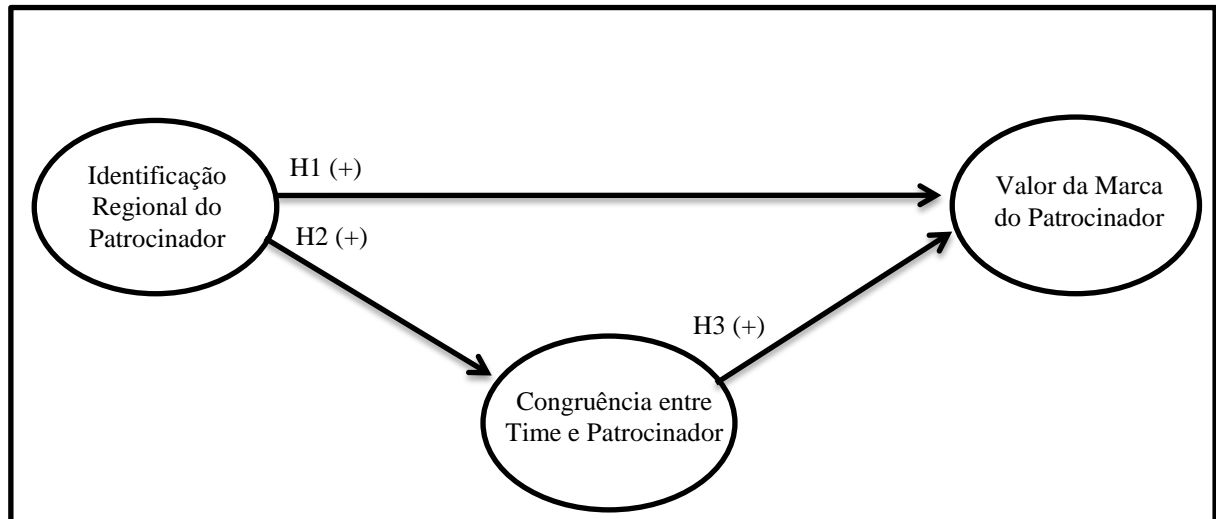 Identificação
Regional do
Patrocinador
H1 (+)
H2 (+)
Valor da Marca
do Patrocinador
H3 (+)
Congruência entre
Time e Patrocinador